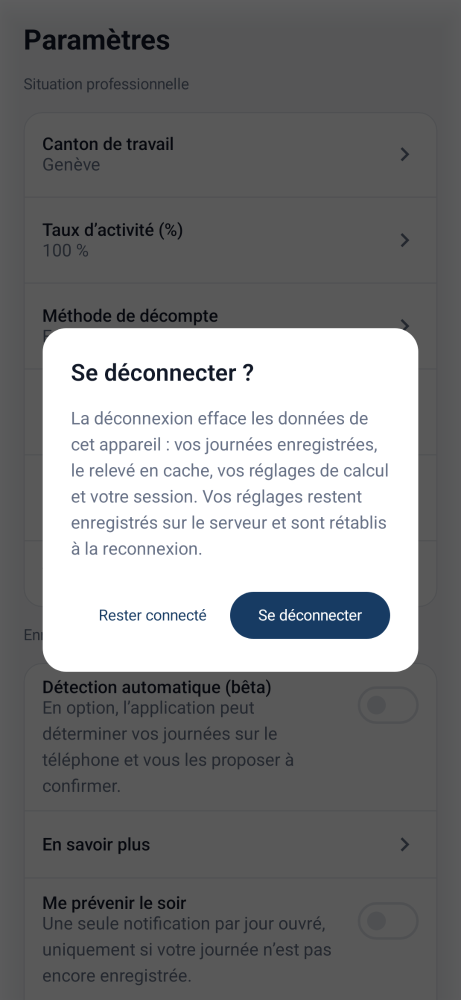 Paramètres
Situation professionnelle
Canton de travail
Genève
Taux d’activité (%)
100 %
Méthode de décompte
Se déconnecter ?
La déconnexion efface les données de
cet appareil : vos journées enregistrées,
le relevé en cache, vos réglages de calcul
et votre session. Vos réglages restent
enregistrés sur le serveur et sont rétablis
à la reconnexion.
Rester connecté
Se déconnecter
Détection automatique (bêta)
En option, l’application peut
déterminer vos journées sur le
téléphone et vous les proposer à
confirmer.
En savoir plus
Me prévenir le soir
Une seule notification par jour ouvré,
uniquement si votre journée n’est pas
encore enregistrée.